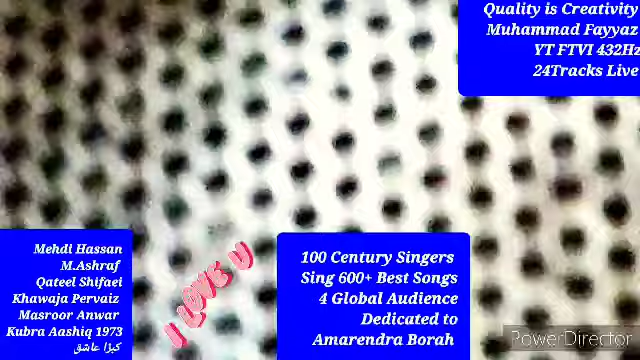 Quality is Creativity
Muhammad Fayyaz
YT FTVI 432Hz
24Tracks Live
Mehdi Hassan
M.Ashraf
Qateel Shifaei
Khawaja Pervaiz
Masroor Anwar
Kubra Aashiq 1973
کبڑا عاشق
I LOVE U
100 Century Singers
Sing 600+ Best Songs
4 Global Audience
Dedicated to
Amarendra Borah
PowerDirector